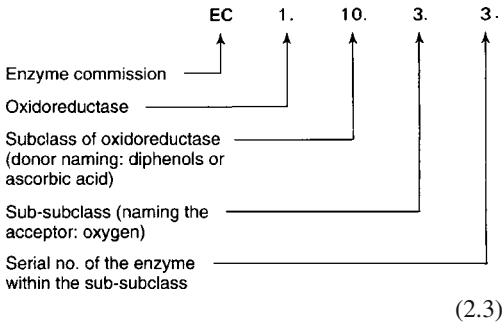 EC 1. 10. 3. 3.
Enzyme commission
Oxidoreductase
Subclass of oxidoreductase
(donor naming: diphenols or
ascorbic acid)
Sub-subclass (naming the
acceptor: oxygen)
Serial no. of the enzyme
within the sub-subclass
(2.3)